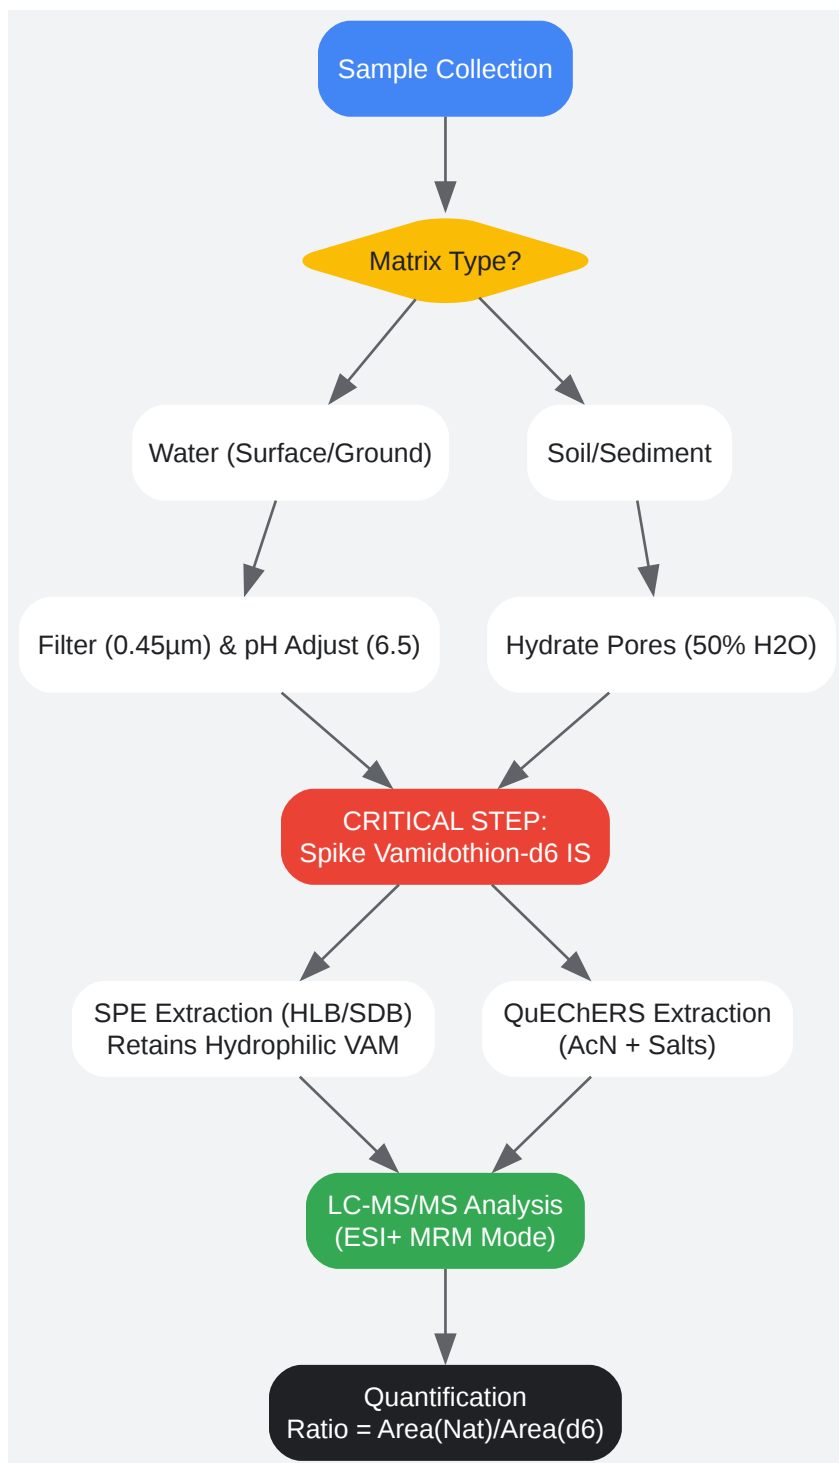 Sample Collection
Matrix Type?
Water (Surface/Ground)
Soil/Sediment
Filter (0.45µm) & pH Adjust (6.5)
Hydrate Pores (50% H2O)
CRITICAL STEP:
Spike Vamidothion-d6 IS
SPE Extraction (HLB/SDB)
Retains Hydrophilic VAM
QuEChERS Extraction
(AcN + Salts)
LC-MS/MS Analysis
(ESI+ MRM Mode)
Quantification
Ratio = Area(Nat)/Area(d6)